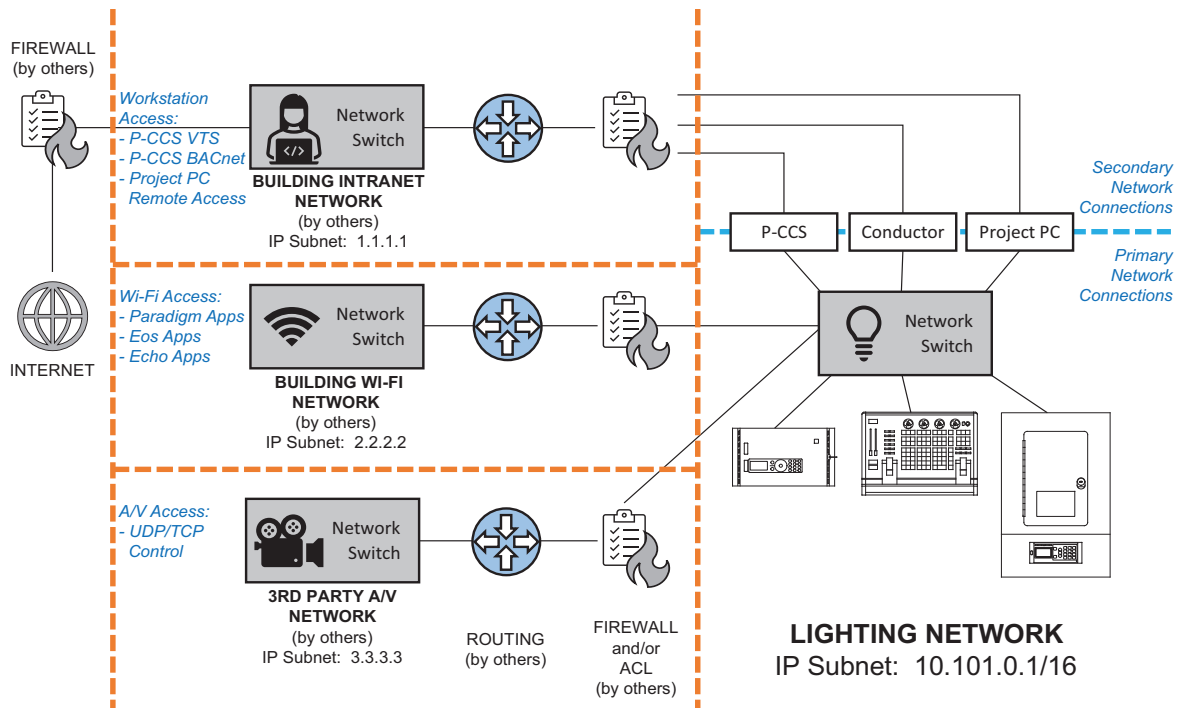 FIREWALL
(by others)
INTERNET
Workstation
Access:
- P-CCS VTS
- P-CCS BACnet
- Project PC
Remote Access
Network
Switch
BUILDING INTRANET
NETWORK
(by others)
IP Subnet: 1.1.1.1
Wi-Fi Access:
- Paradigm Apps
- Eos Apps
- Echo Apps
Network
Switch
BUILDING WI-FI
NETWORK
(by others)
IP Subnet: 2.2.2.2
A/V Access:
- UDP/TCP
Control
Network
Switch
3RD PARTY A/V
NETWORK
(by others)
IP Subnet: 3.3.3.3
ROUTING
(by others)
FIREWALL
and/or
ACL
(by others)
Secondary
Network
Connections
P-CCS
Conductor
Project PC
Primary
Network
Connections
Network
Switch
LIGHTING NETWORK
IP Subnet: 10.101.0.1/16